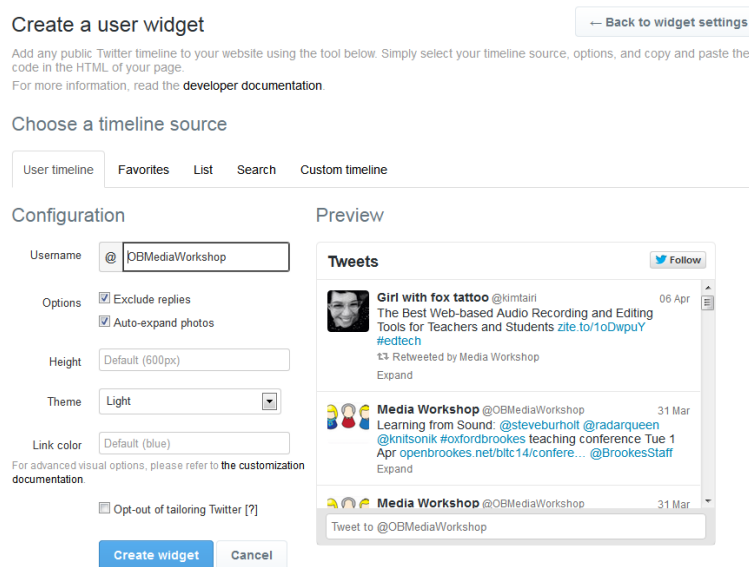 Create a user widget
← Back to widget settings
Add any public Twitter timeline to your website using the tool below. Simply select your timeline source, options, and copy and paste the
code in the HTML of your page.
For more information, read the developer documentation.
Choose a timeline source
User timeline Favorites List Search Custom timeline
Configuration
Username @ OBMediaWorkshop
Options Exclude replies
Auto-expand photos
Height Default (600px)
Theme Light
Link color Default (blue)
For advanced visual options, please refer to the customization
documentation.
Opt-out of tailoring Twitter [?]
Create widget Cancel
Preview
Tweets Follow
Girl with fox tattoo @kimtairi 06 Apr
The Best Web-based Audio Recording and Editing
Tools for Teachers and Students zite.to/1oDwpuY
#edtech
Retweeted by Media Workshop
Expand
Media Workshop @OBMediaWorkshop 31 Mar
Learning from Sound: @steveburholt @radarqueen
@knitsonik #oxfordbrookes teaching conference Tue 1
Apr openbrookes.net/bltc14/confere... @BrookesStaff
Expand
Media Workshop @OBMediaWorkshop 31 Mar
Tweet to @OBMediaWorkshop